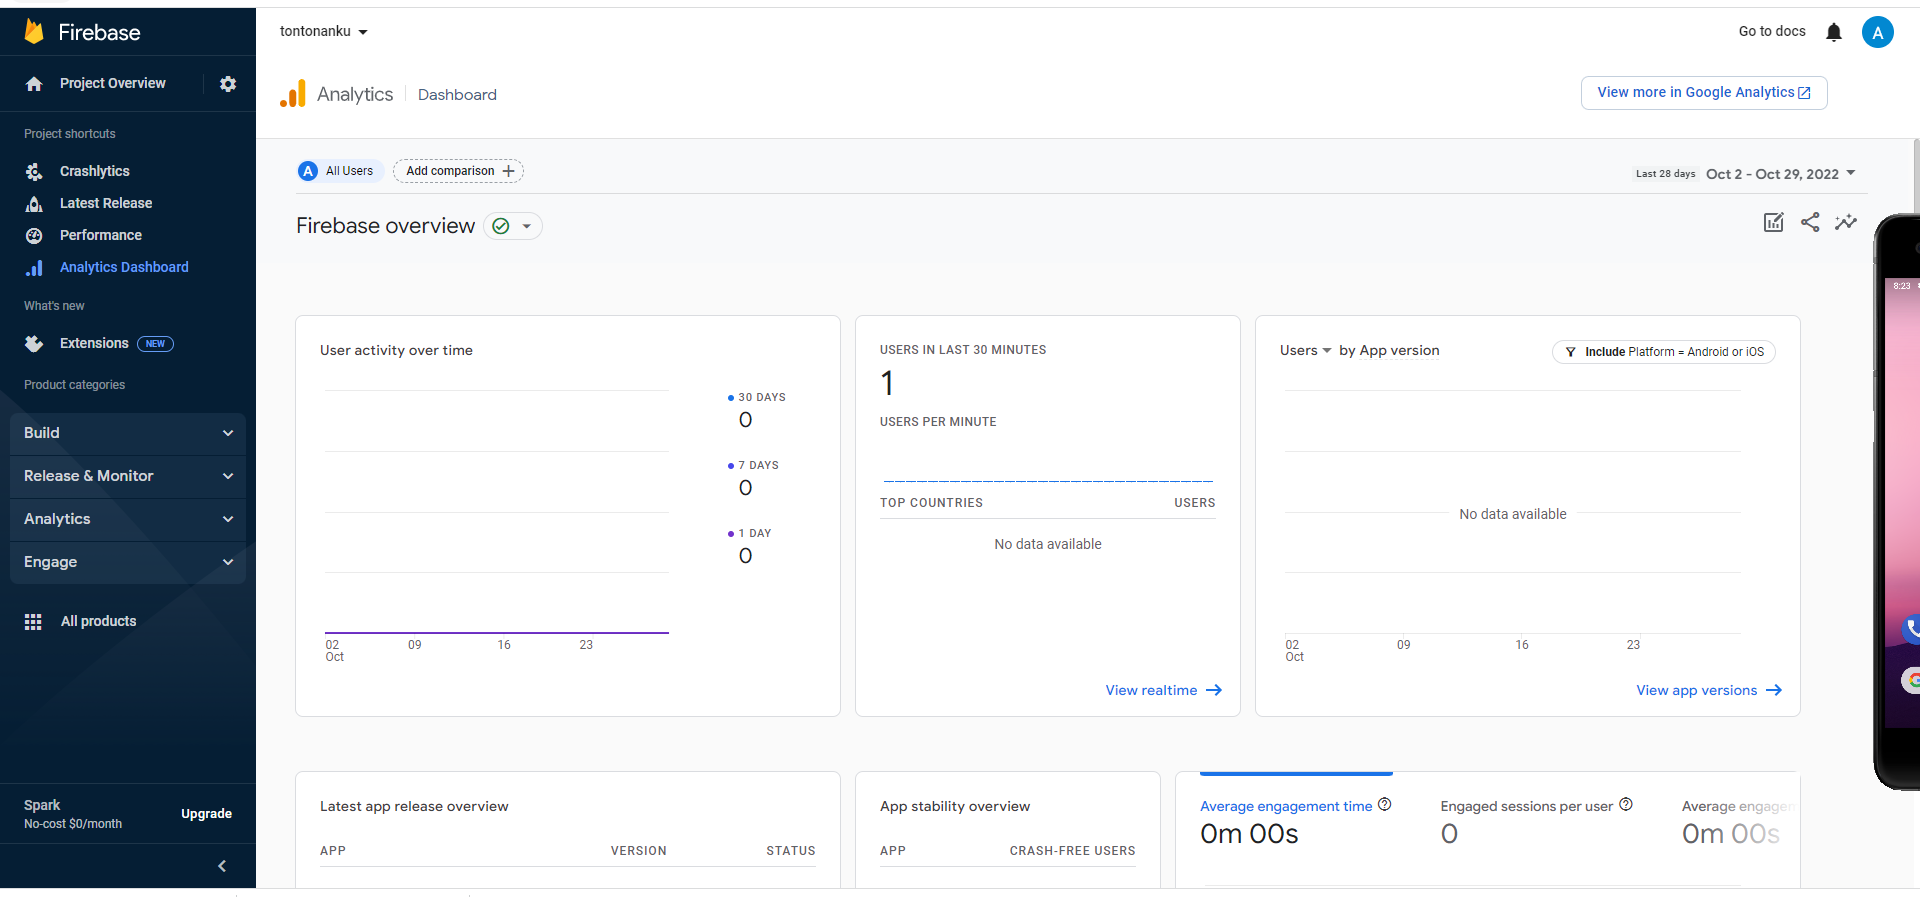 Firebase
tontonanku
Go to docs
A
Project Overview
Analytics
Dashboard
View more in Google Analytics
Project shortcuts
Crashlytics
Latest Release
Performance
Analytics Dashboard
What's new
Extensions NEW
Product categories
Build
Release & Monitor
Analytics
Engage
All products
Spark
No-cost $0/month
Upgrade
A All Users
Add comparison
Last 28 days Oct 2 - Oct 29, 2022
Firebase overview
User activity over time
30 DAYS
0
7 DAYS
0
1 DAY
0
02 09 16 23
Oct
USERS IN LAST 30 MINUTES
1
USERS PER MINUTE
TOP COUNTRIES USERS
No data available
View realtime
Users by App version
Include Platform = Android or iOS
No data available
02 09 16 23
Oct
View app versions
8:23
Latest app release overview
APP VERSION STATUS
App stability overview
APP CRASH-FREE USERS
Average engagement time
0m 00s
Engaged sessions per user
0
Average engagem
0m 00s